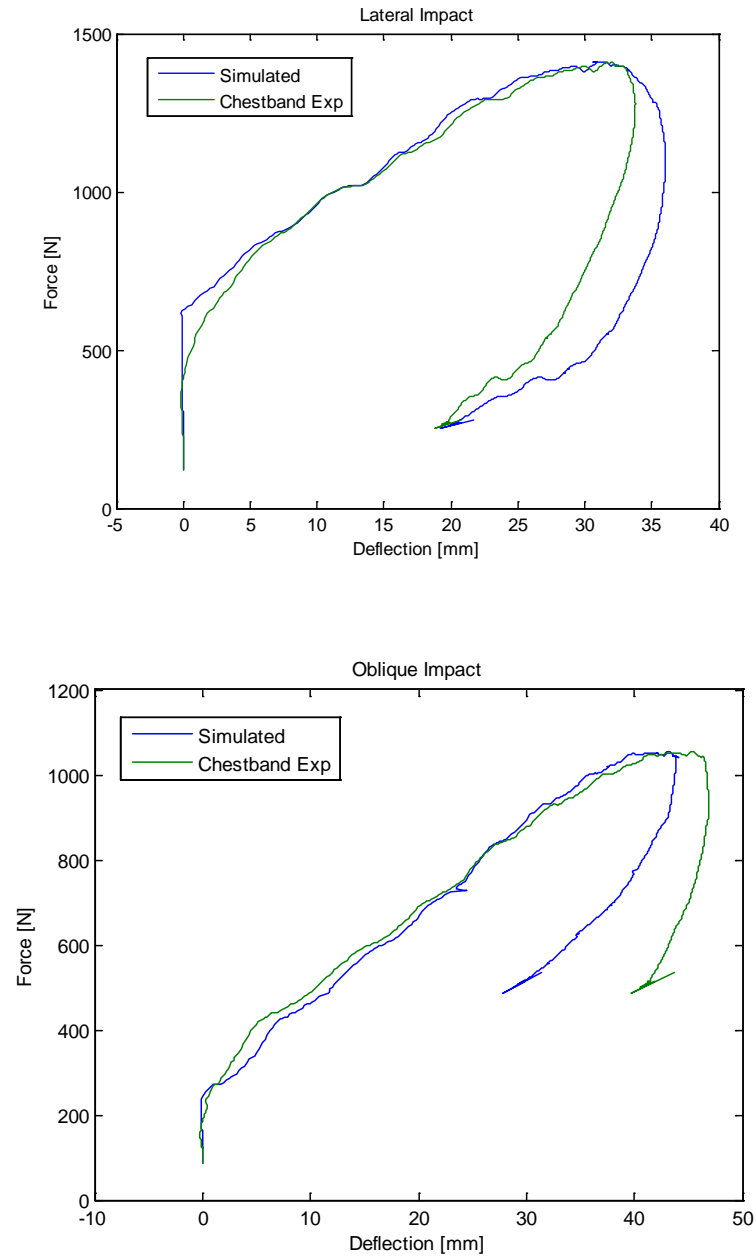 Lateral Impact
1500
1000
500
0
Simulated
Chestband Exp
Force [N]
-5 0 5 10 15 20 25 30 35 40
Deflection [mm]
Oblique Impact
1200
1000
800
600
400
200
0
Simulated
Chestband Exp
Force [N]
-10 0 10 20 30 40 50
Deflection [mm]